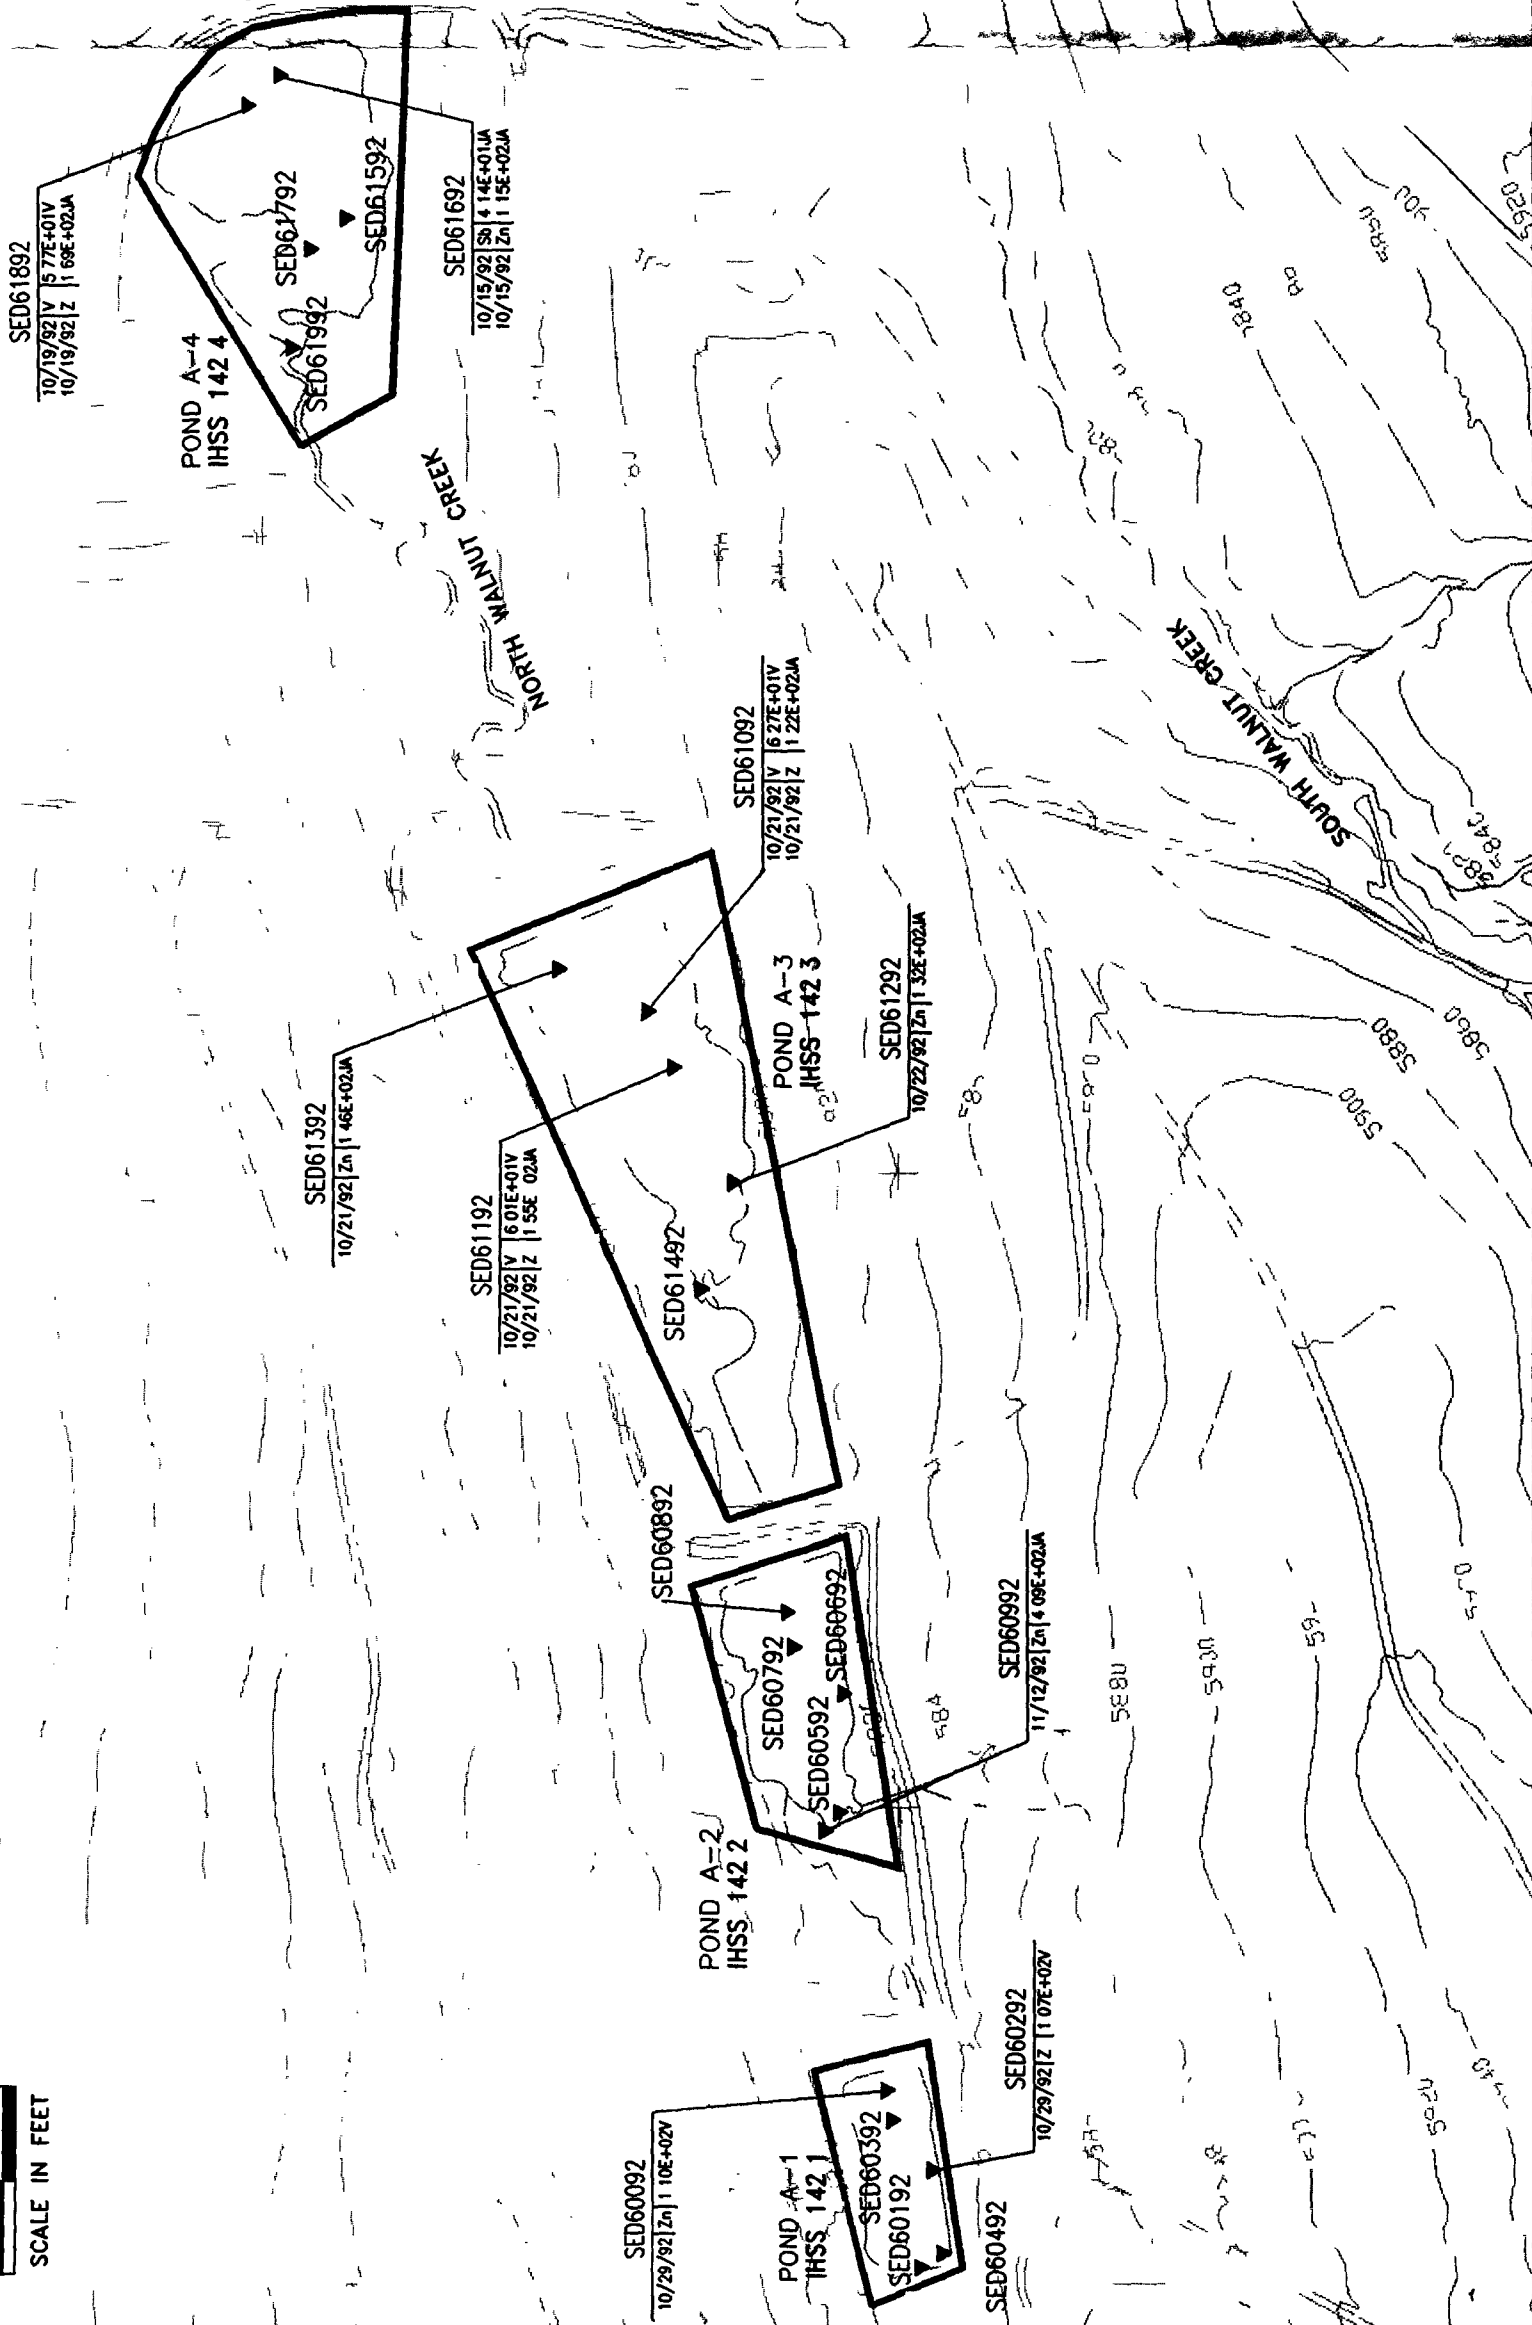 SED61892
10/19/92 V 5 77E+01V
10/19/92 Z 1 69E+02JA
POND A-4
IHSS 142 4
SED61792
SED61592
SED61992
SED61692
10/15/92 Sb 4 14E+01JA
10/15/92 Zn 1 15E+02JA
NORTH WALNUT CREEK
SED61392
10/21/92 Zn 1 46E+02JA
SED61192
10/21/92 V 6 01E+01V
10/21/92 Z 1 55E 02JA
SED61092
10/21/92 V 6 27E+01V
10/21/92 Z 1 22E+02JA
POND A-3
IHSS 142 3
SED61292
10/22/92 Zn 1 32E+02JA
SED61492
SOUTH WALNUT CREEK
SED60892
SED60792
SED60692
SED60592
POND A-2
IHSS 142 2
SED60992
11/12/92 Zn 4 09E+02JA
SED60092
10/29/92 Zn 1 10E+02V
POND A-1
IHSS 142 1
SED60392
SED60192
SED60492
SED60292
10/29/92 Z 1 07E+02V
5880
5860
5900
5880
5920
SCALE IN FEET